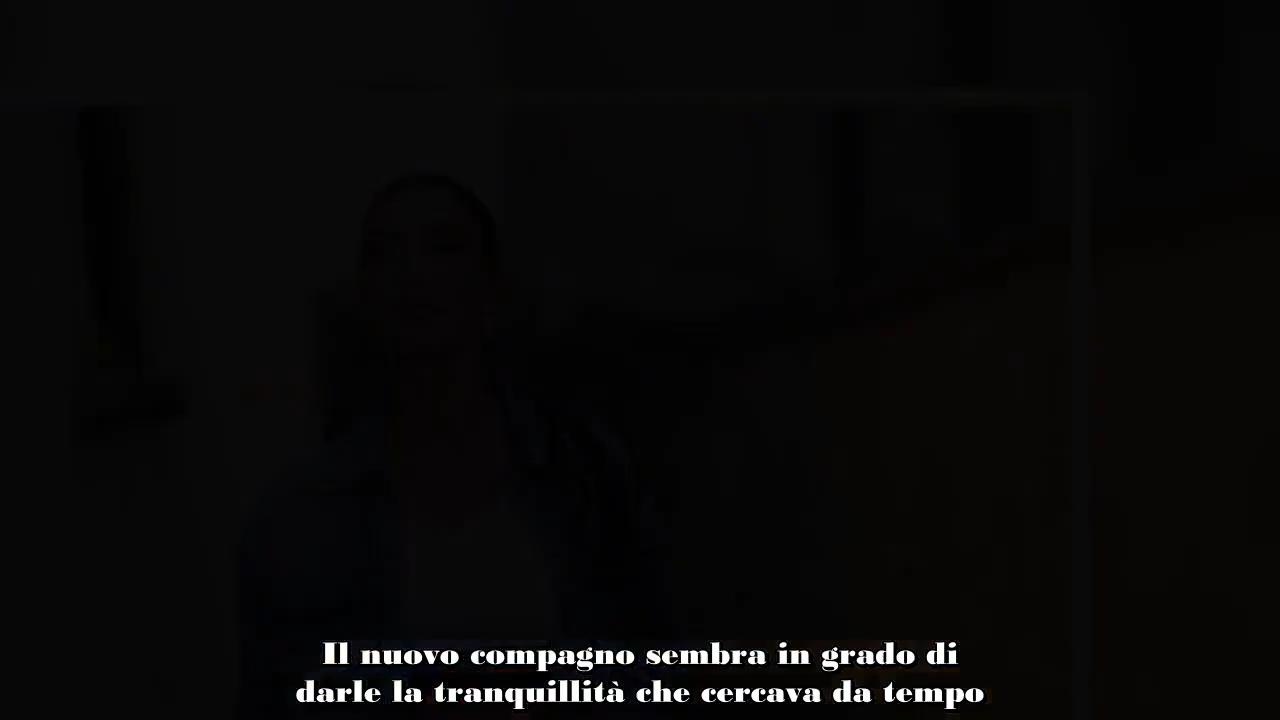 Il nuovo compagno sembra in grado di
darle la tranquillità che cercava da tempo